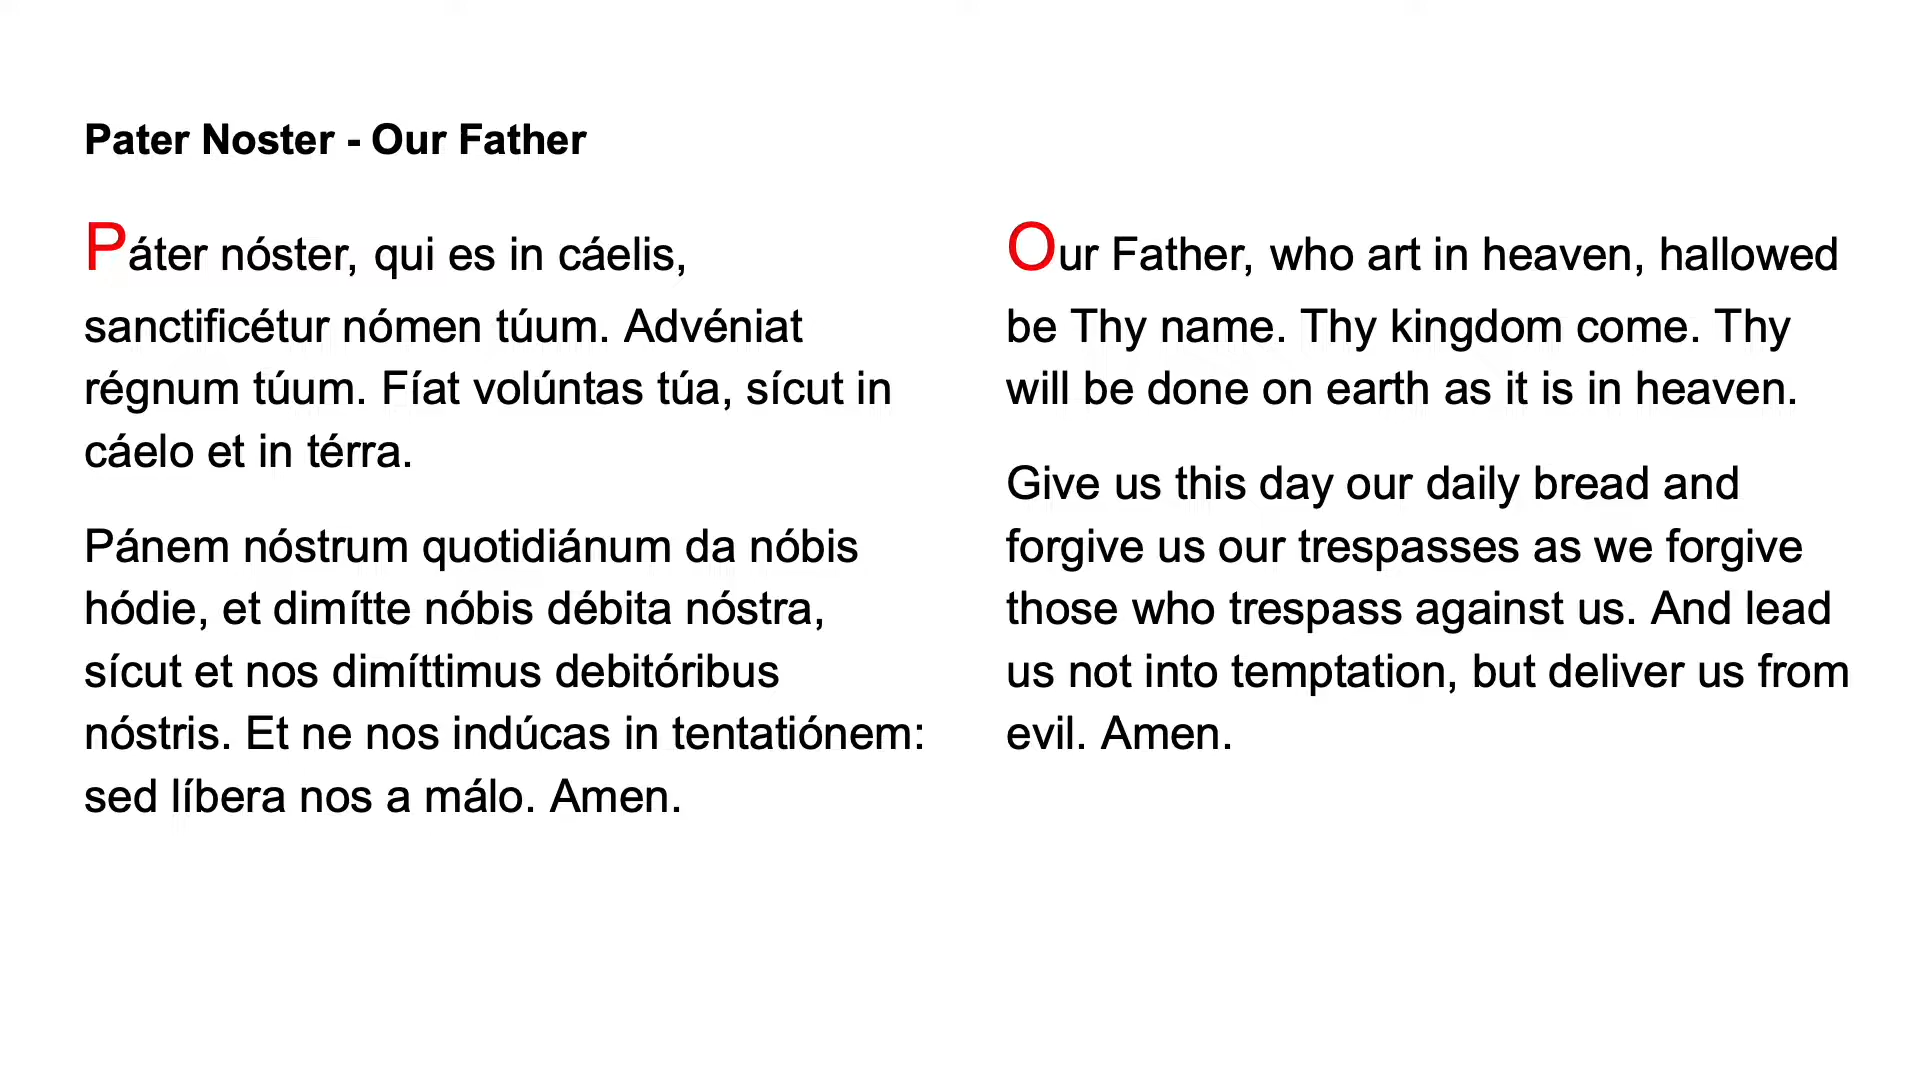 Pater Noster - Our Father
Páter nóster, qui es in cáelis,
sanctificétur nómen túum. Advéniat
régnum túum. Fíat volúntas túa, sícut in
cáelo et in térra.
Pánem nóstrum quotidiánum da nóbis
hódie, et dimítte nóbis débita nóstra,
sícut et nos dimíttimus debitóribus
nóstris. Et ne nos indúcas in tentatiónem:
sed líbera nos a málo. Amen.
Our Father, who art in heaven, hallowed
be Thy name. Thy kingdom come. Thy
will be done on earth as it is in heaven.
Give us this day our daily bread and
forgive us our trespasses as we forgive
those who trespass against us. And lead
us not into temptation, but deliver us from
evil. Amen.